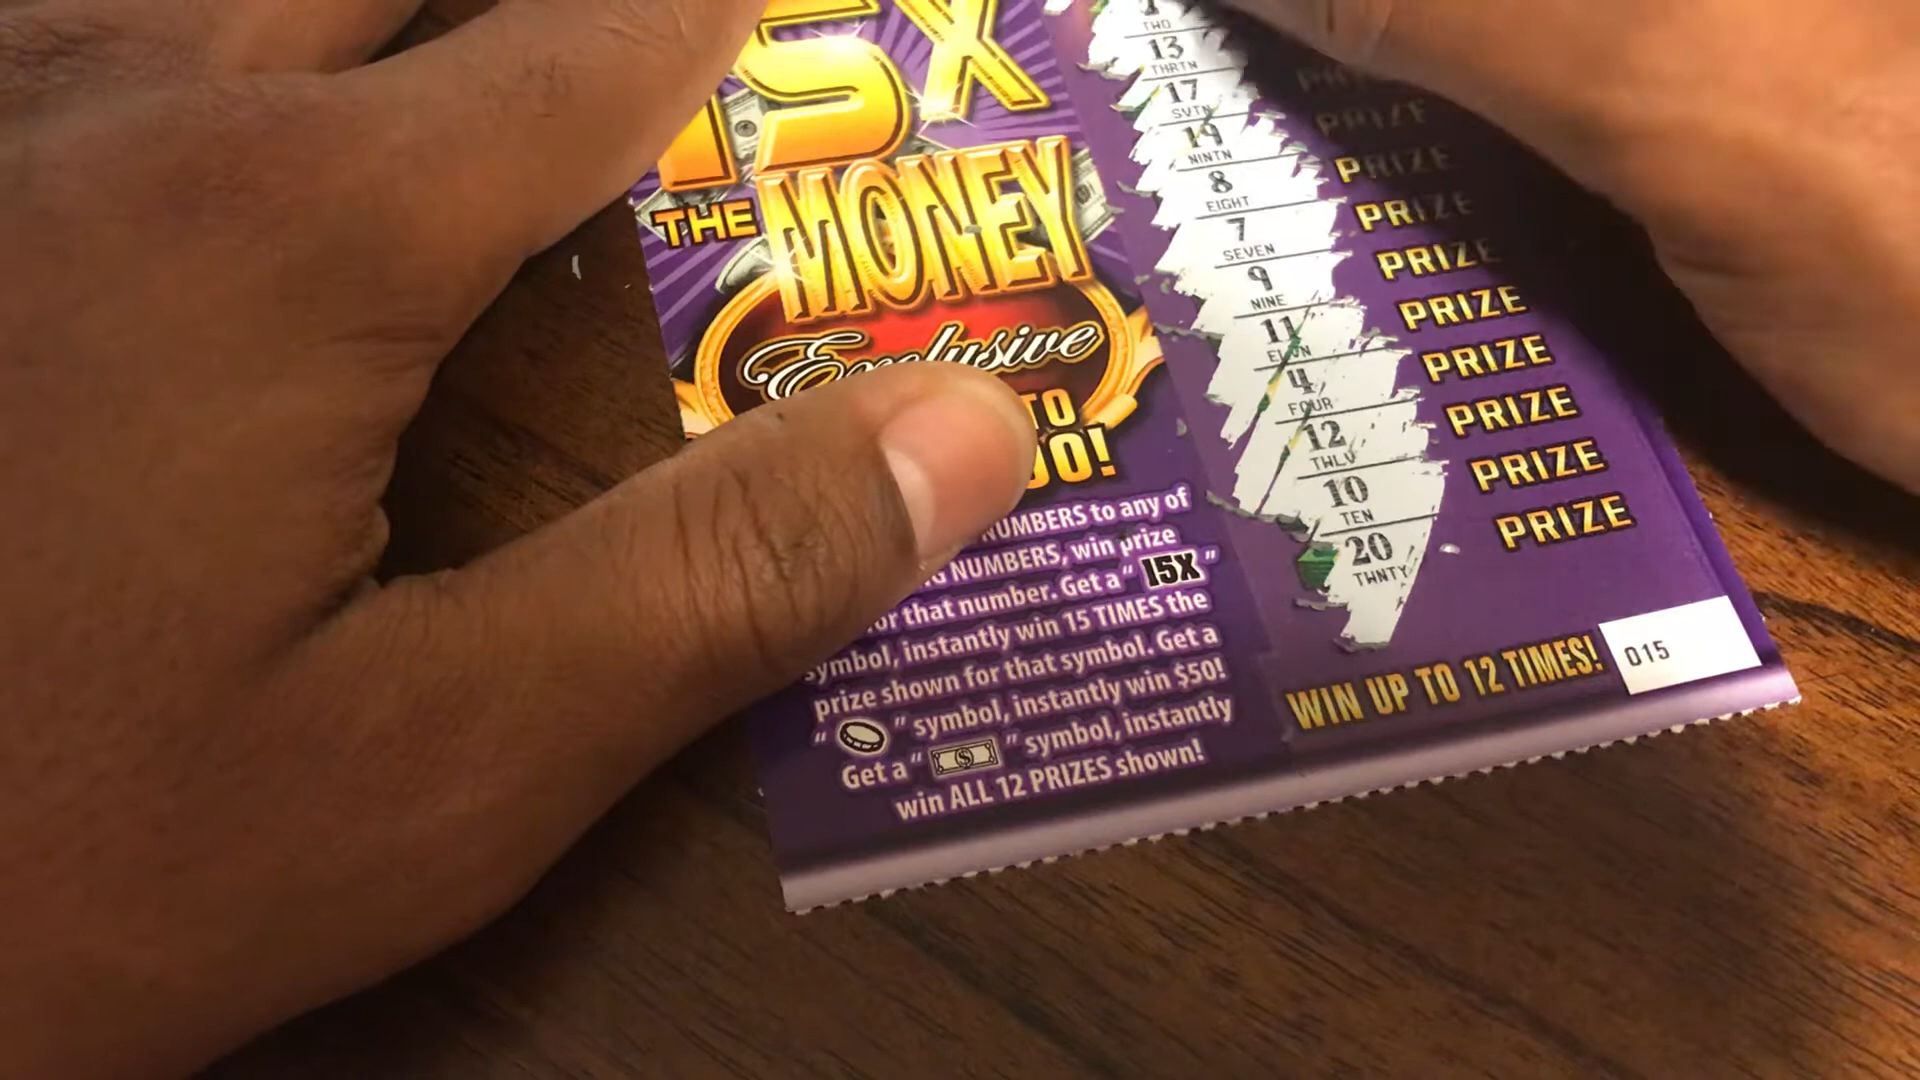 15X
THE MONEY
Exclusive
TO
00!
NUMBERS to any of
NUMBERS, win prize
for that number. Get a "15X"
symbol, instantly win 15 TIMES the
prize shown for that symbol. Get a
" " symbol, instantly win $50!
Get a " $ " symbol, instantly
win ALL 12 PRIZES shown!
TWO
13
THRTN
17
SVTN
19
NINTN
8
EIGHT
7
SEVEN
9
NINE
11
ELVN
4
FOUR
12
TWLV
10
TEN
20
TWNTY
PRIZE
PRIZE
PRIZE
PRIZE
PRIZE
PRIZE
PRIZE
PRIZE
PRIZE
WIN UP TO 12 TIMES!
015